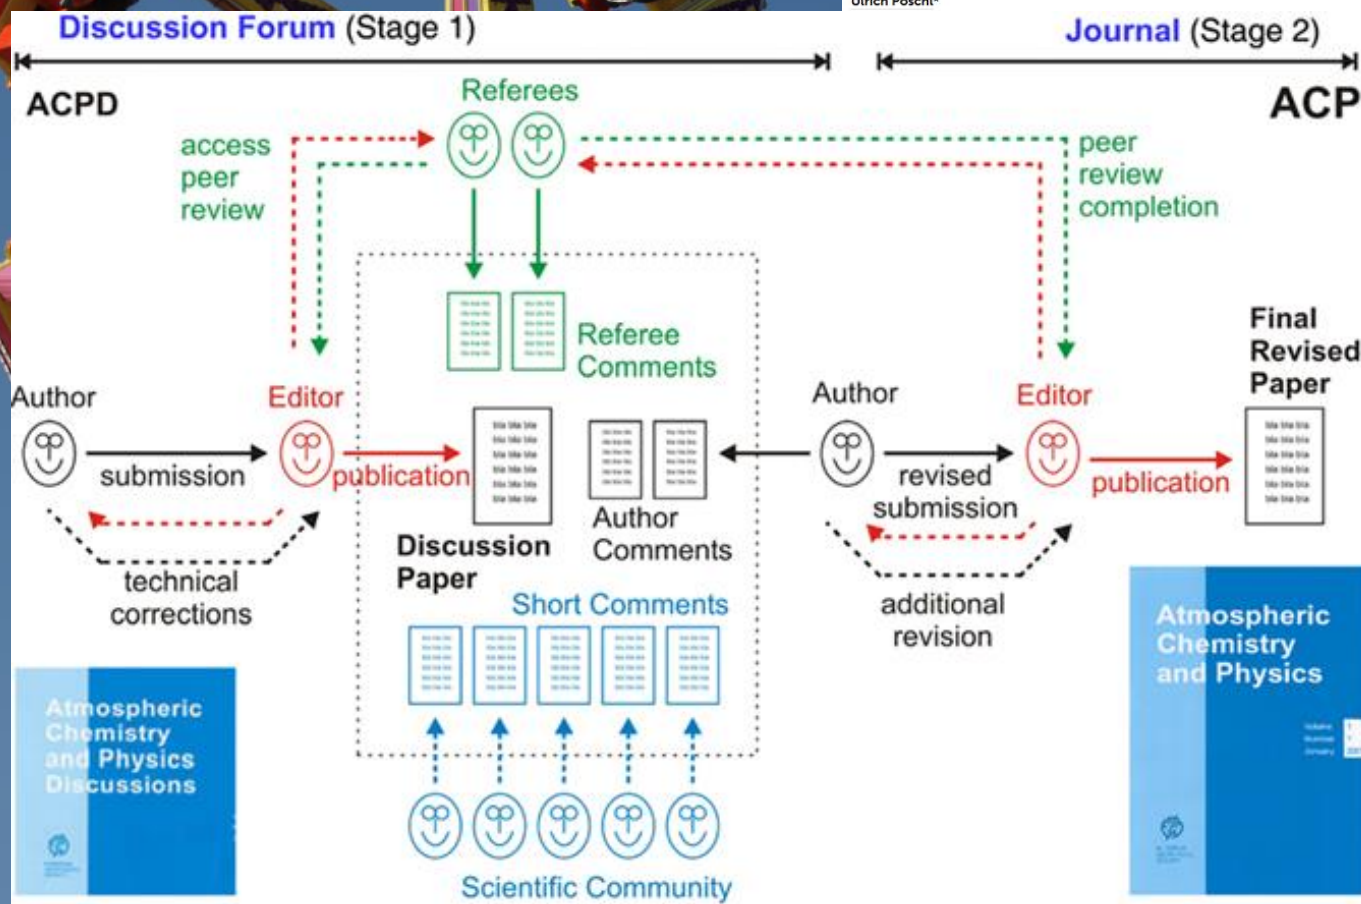 Ulrich Pöschl*
Discussion Forum (Stage 1)
Journal (Stage 2)
ACPD
ACP
Referees
access
peer
review
peer
review
completion
Referee
Comments
Final
Revised
Paper
Author
Editor
Author
Editor
submission
publication
revised
submission
publication
Author
Comments
Discussion
Paper
technical
corrections
additional
revision
Short Comments
Atmospheric
Chemistry
and Physics
Discussions
Atmospheric
Chemistry
and Physics
Scientific Community